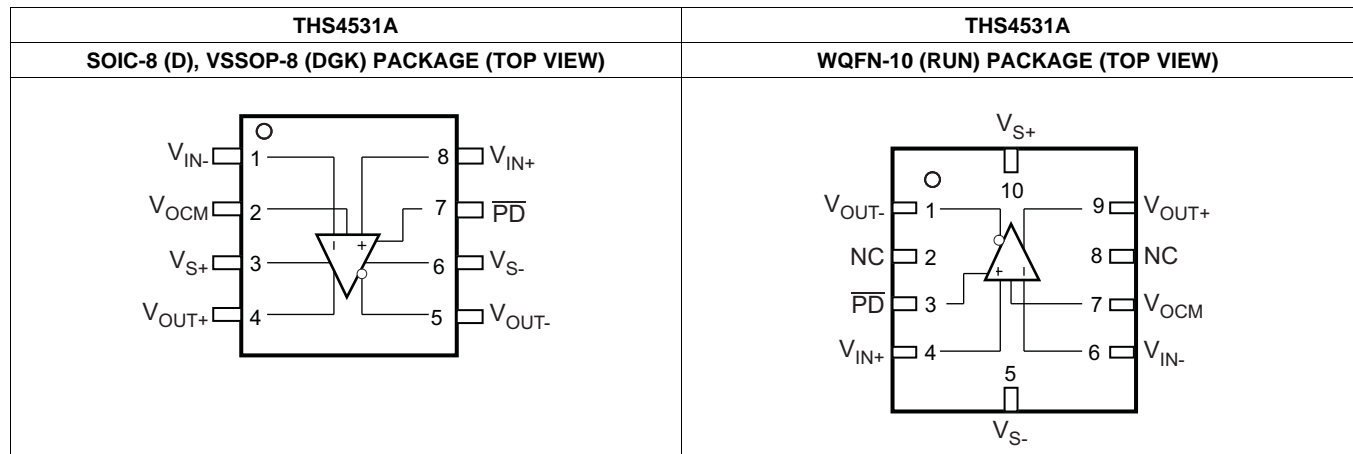 THS4531A
SOIC-8 (D), VSSOP-8 (DGK) PACKAGE (TOP VIEW)
VIN- 1
8 VIN+
VOCM 2
7 PD
VS+ 3
6 VS-
VOUT+ 4
5 VOUT-
THS4531A
WQFN-10 (RUN) PACKAGE (TOP VIEW)
VS+
10
VOUT- 1
9 VOUT+
NC 2
8 NC
PD 3
7 VOCM
VIN+ 4
6 VIN-
5
VS-